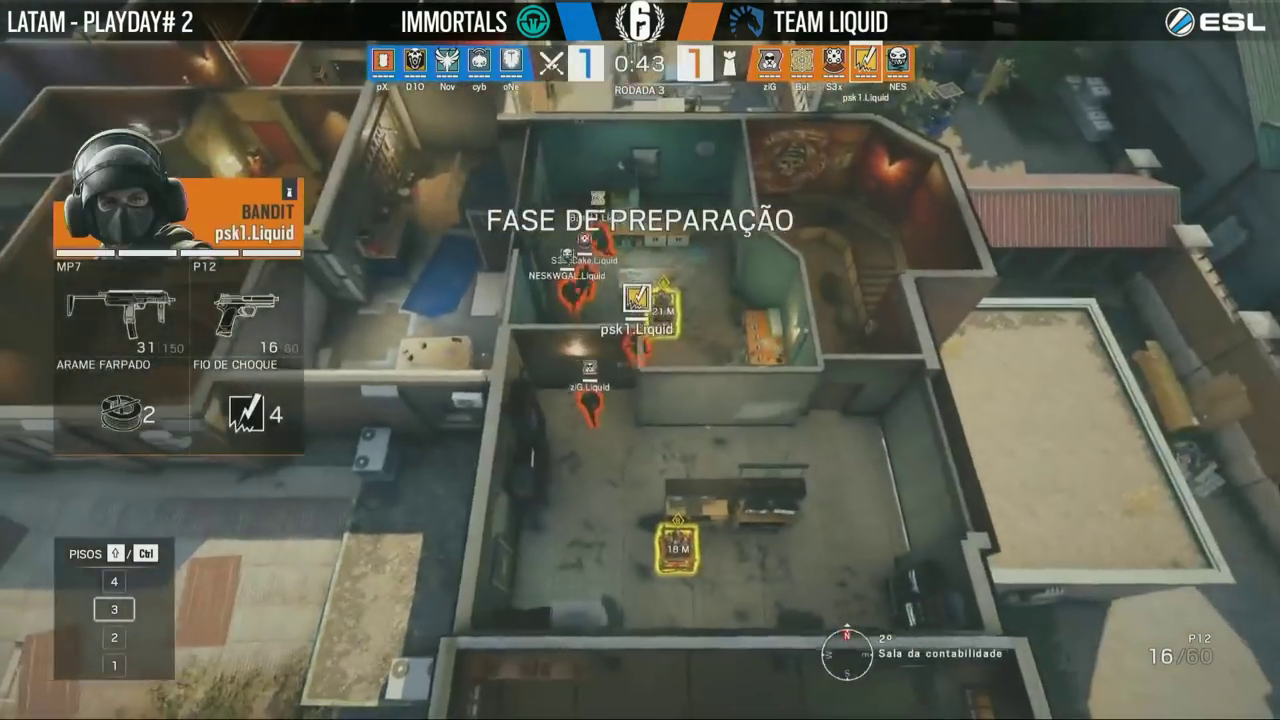 LATAM - PLAYDAY# 2
IMMORTALS
6
TEAM LIQUID
ESL
1
0:43
1
RODADA 3
pX.
D1O
Nov
cyb
oNe
ziG
Bul
S3x
psk1.Liquid
NES
BANDIT
psk1.Liquid
MP7
P12
31 150
16 60
ARAME FARPADO
FIO DE CHOQUE
2
4
FASE DE PREPARAÇÃO
NESKWGAL.Liquid
21 M
psk1.Liquid
ziG.Liquid
18 M
PISOS ⇧ / Ctrl
4
3
2
1
N
W
E
S
2º
Sala da contabilidade
P12
16/60